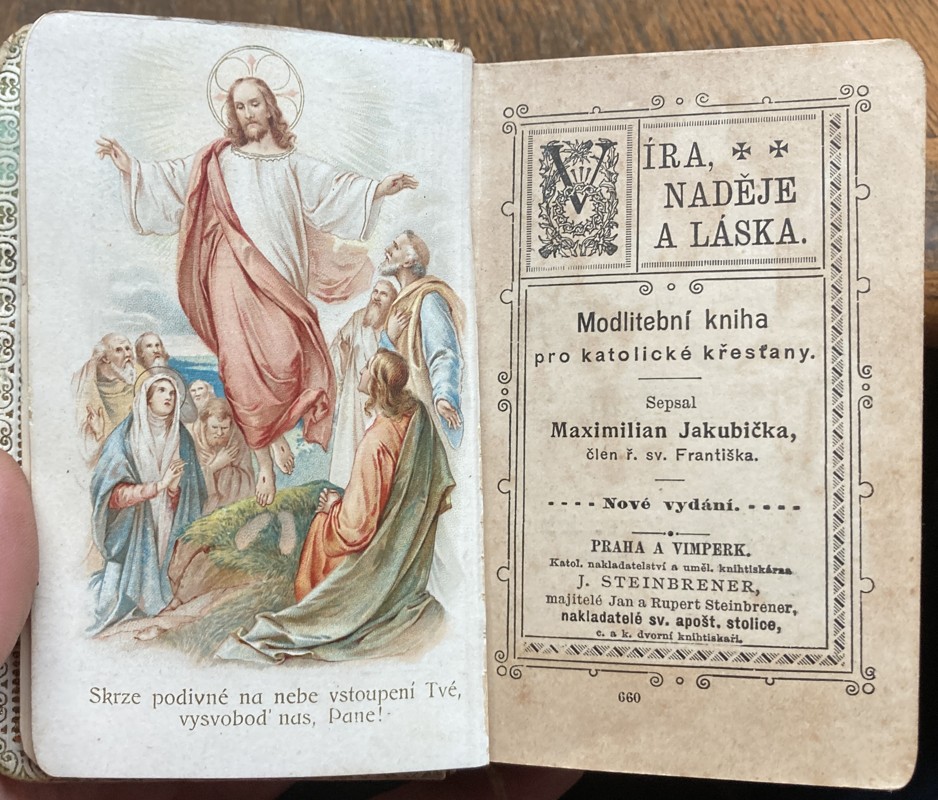 Skrze podivné na nebe vstoupení Tvé,
vysvoboď nas, Pane!
VÍRA,
NADĚJE
A LÁSKA.
Modlitební kniha
pro katolické křesťany.
Sepsal
Maximilian Jakubička,
člen ř. sv. Františka.
Nové vydání.
PRAHA A VIMPERK.
Katol. nakladatelství a uměl. knihtiskárna
J. STEINBRENER,
majitelé Jan a Rupert Steinbrener,
nakladatelé sv. apošt. stolice,
c. a k. dvorní knihtiskaři.
660